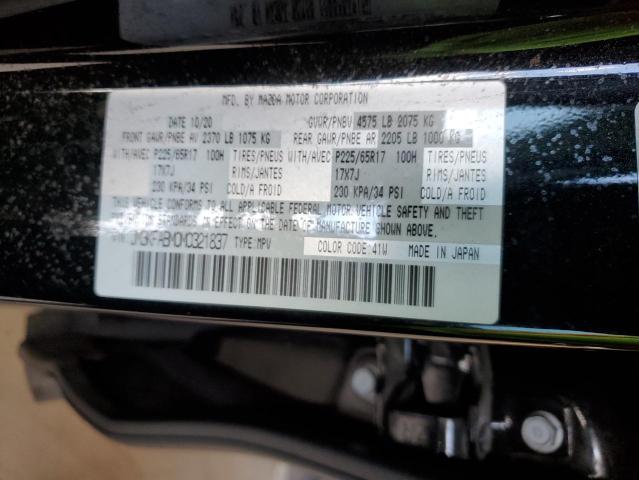 MFD. BY MAZDA MOTOR CORPORATION
DATE 10/20 GVWR/PNBV 4575 LB 2075 KG
FRONT GAWR/PNBE AV 2370 LB 1075 KG REAR GAWR/PNBE AR 2205 LB 1000 KG
WITH/AVEC P225/65R17 100H TIRES/PNEUS WITH/AVEC P225/65R17 100H TIRES/PNEUS
17X7J RIMS/JANTES 17X7J RIMS/JANTES
230 KPA/34 PSI COLD/A FROID 230 KPA/34 PSI COLD/A FROID
THIS VEHICLE CONFORMS TO ALL APPLICABLE FEDERAL MOTOR VEHICLE SAFETY AND THEFT
PREVENTION STANDARDS IN EFFECT ON THE DATE OF MANUFACTURE SHOWN ABOVE.
TYPE:MPV COLOR CODE 41W MADE IN JAPAN